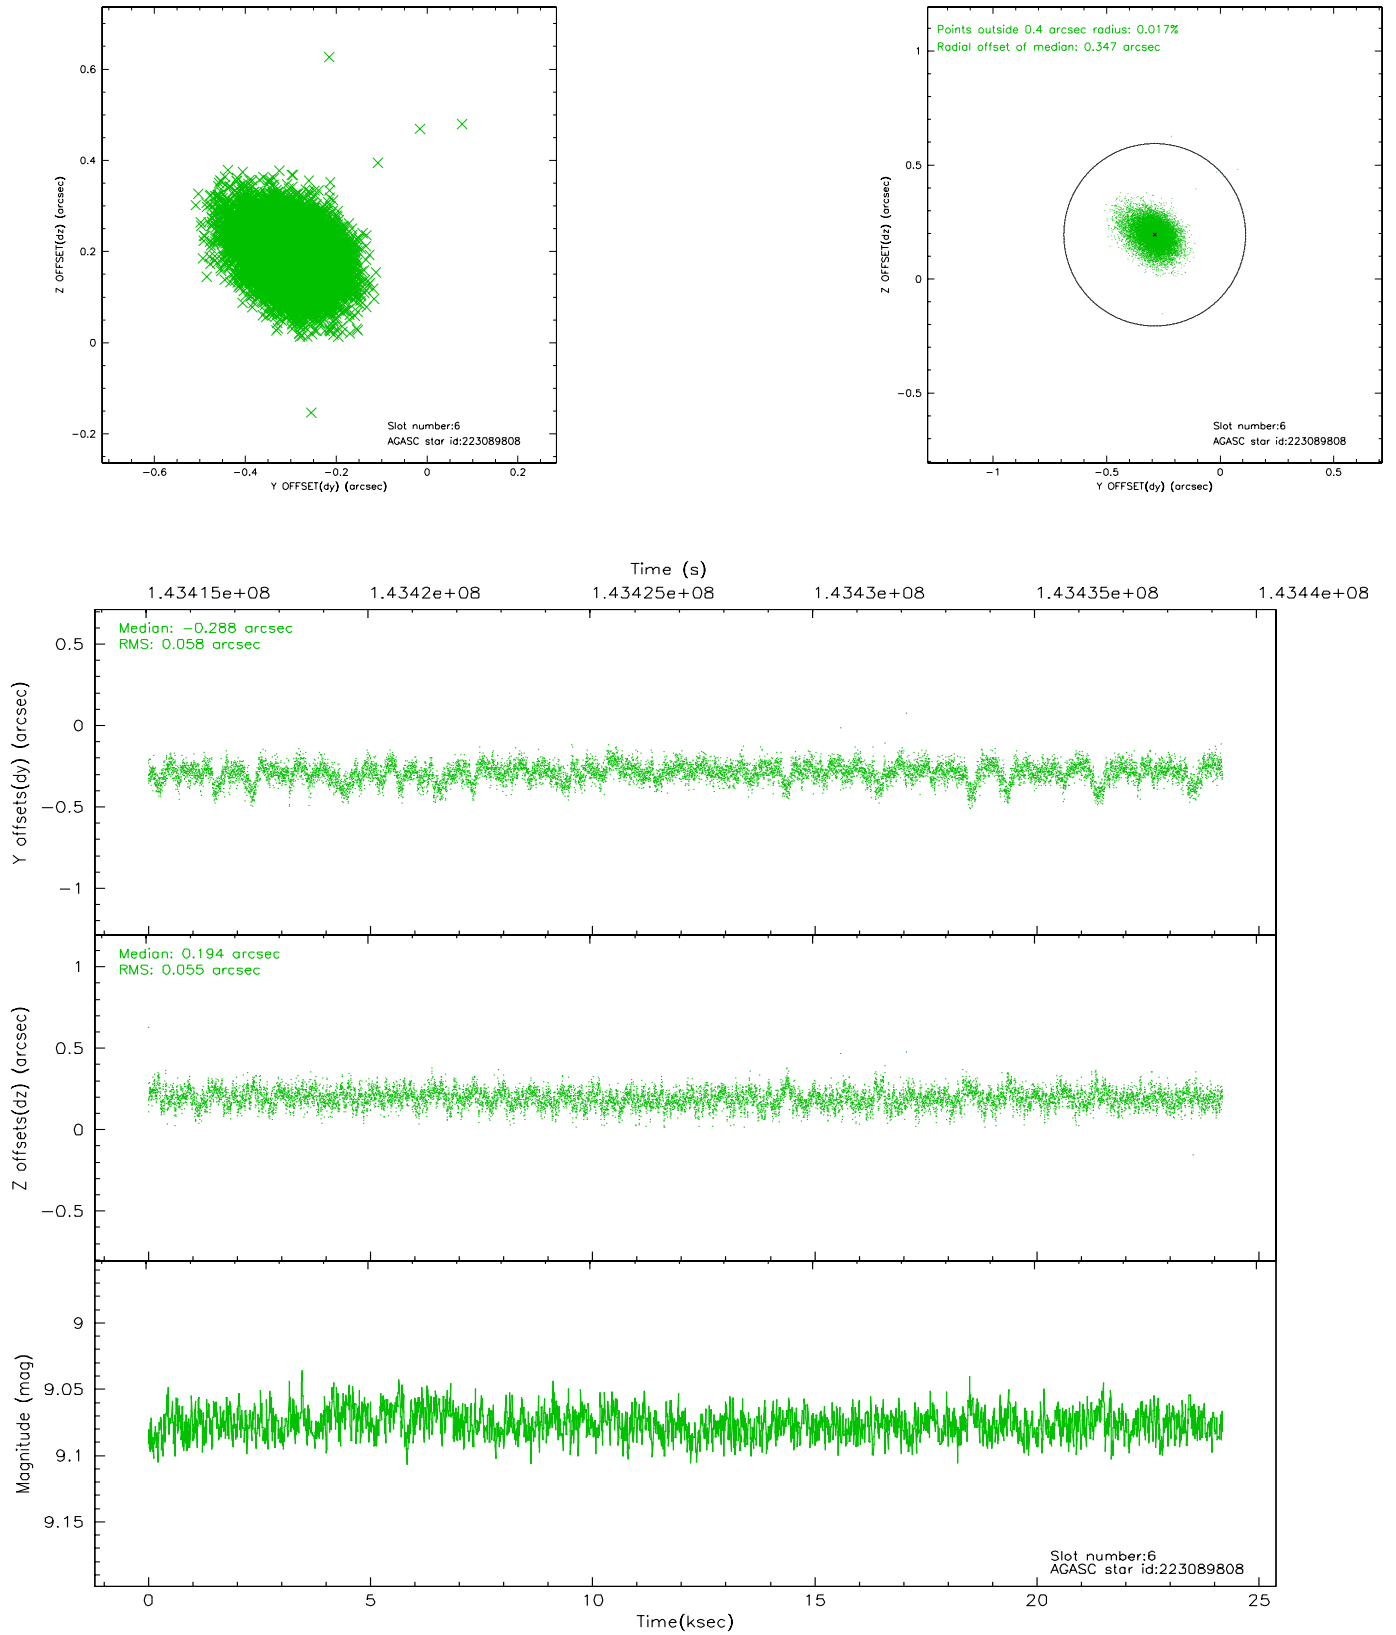 0.6
0.4
0.2
0
−0.2
Z OFFSET(dz) (arcsec)
Slot number:6
AGASC star id:223089808
−0.6 −0.4 −0.2 0 0.2
Y OFFSET(dy) (arcsec)
Points outside 0.4 arcsec radius: 0.017%
Radial offset of median: 0.347 arcsec
1
0.5
0
−0.5
Z OFFSET(dz) (arcsec)
Slot number:6
AGASC star id:223089808
−1 −0.5 0 0.5
Y OFFSET(dy) (arcsec)
Time (s)
1.43415e+08 1.4342e+08 1.43425e+08 1.4343e+08 1.43435e+08 1.4344e+08
Median: −0.288 arcsec
RMS: 0.058 arcsec
0.5
0
−0.5
−1
Y offsets(dy) (arcsec)
Median: 0.194 arcsec
RMS: 0.055 arcsec
1
0.5
0
−0.5
Z offsets(dz) (arcsec)
9
9.05
9.1
9.15
Magnitude (mag)
Slot number:6
AGASC star id:223089808
0 5 10 15 20 25
Time(ksec)